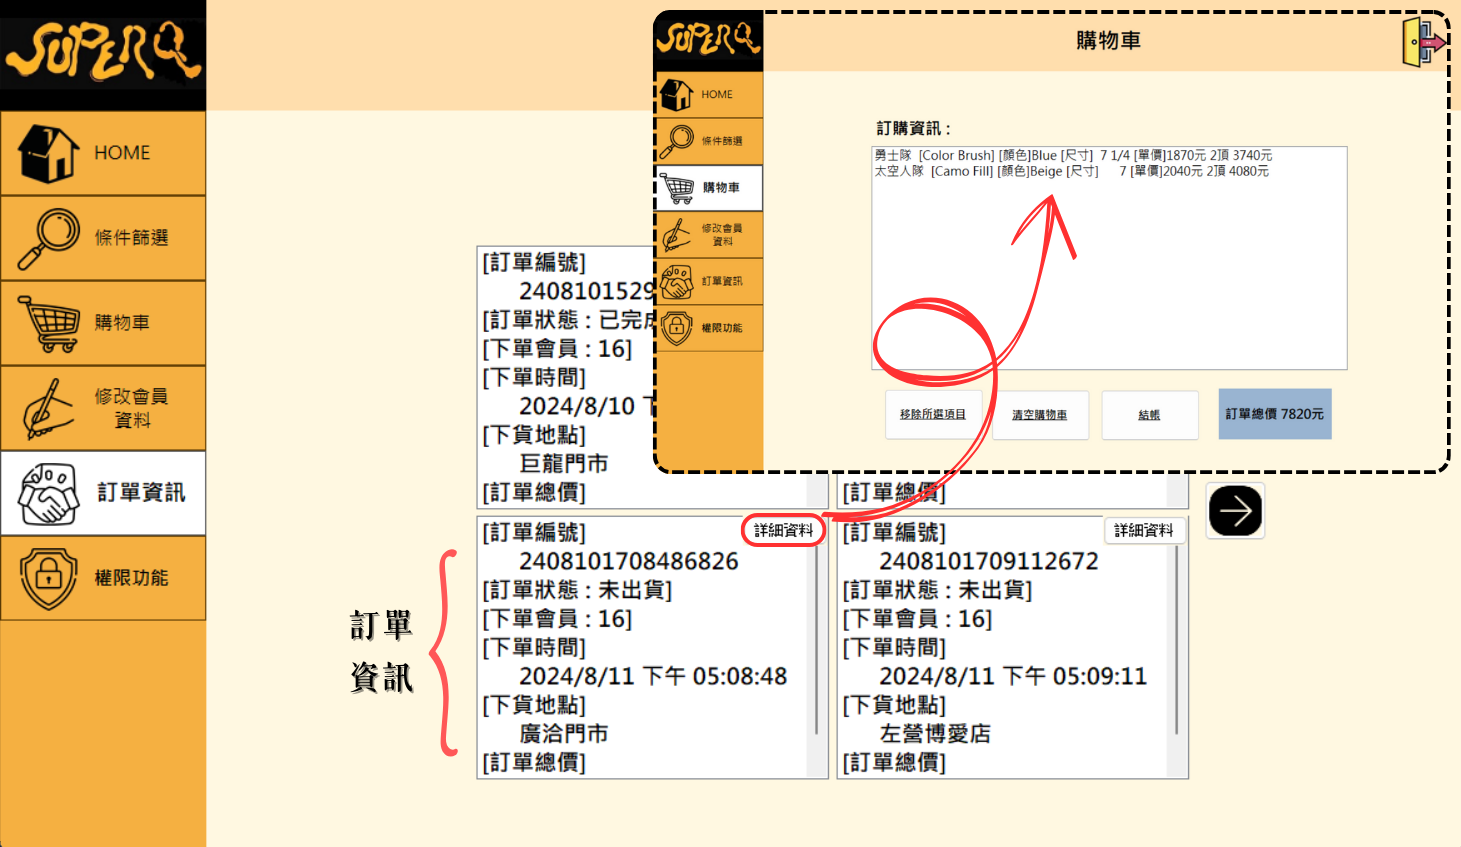 SUPER Q
HOME
條件篩選
購物車
修改會員
資料
訂單資訊
權限功能
SUPER Q
購物車
HOME
條件篩選
購物車
修改會員
資料
訂單資訊
權限功能
訂購資訊 :
勇士隊 [Color Brush] [顏色]Blue [尺寸] 7 1/4 [單價]1870元 2頂 3740元
太空人隊 [Camo Fill] [顏色]Beige [尺寸] 7 [單價]2040元 2頂 4080元
移除所選項目
清空購物車
結帳
訂單總價 7820元
[訂單編號]
2408101529
[訂單狀態 : 已完成
[下單會員 : 16]
[下單時間]
2024/8/10 下
[下貨地點]
巨龍門市
[訂單總價]
[訂單總價]
訂單
資訊
[訂單編號]
詳細資料
2408101708486826
[訂單狀態 : 未出貨]
[下單會員 : 16]
[下單時間]
2024/8/11 下午 05:08:48
[下貨地點]
廣洽門市
[訂單總價]
[訂單編號]
詳細資料
2408101709112672
[訂單狀態 : 未出貨]
[下單會員 : 16]
[下單時間]
2024/8/11 下午 05:09:11
[下貨地點]
左營博愛店
[訂單總價]